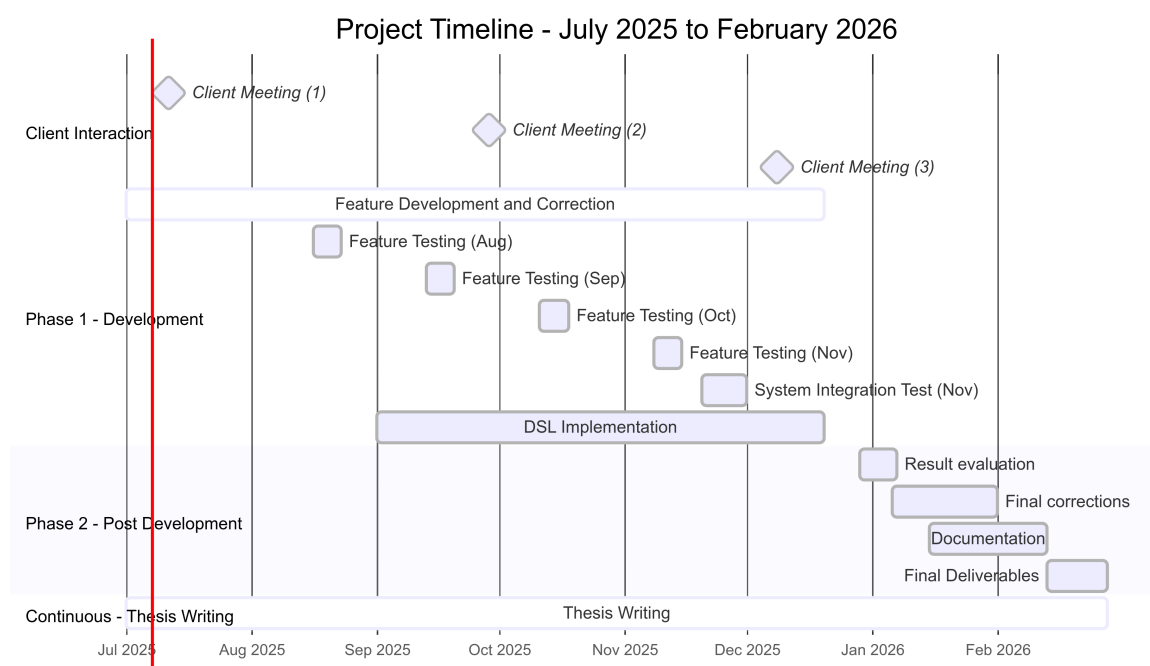 Project Timeline - July 2025 to February 2026
Client Interaction
Client Meeting (1)
Client Meeting (2)
Client Meeting (3)
Phase 1 - Development
Feature Development and Correction
Feature Testing (Aug)
Feature Testing (Sep)
Feature Testing (Oct)
Feature Testing (Nov)
System Integration Test (Nov)
DSL Implementation
Phase 2 - Post Development
Result evaluation
Final corrections
Documentation
Final Deliverables
Continuous - Thesis Writing
Thesis Writing
Jul 2025
Aug 2025
Sep 2025
Oct 2025
Nov 2025
Dec 2025
Jan 2026
Feb 2026